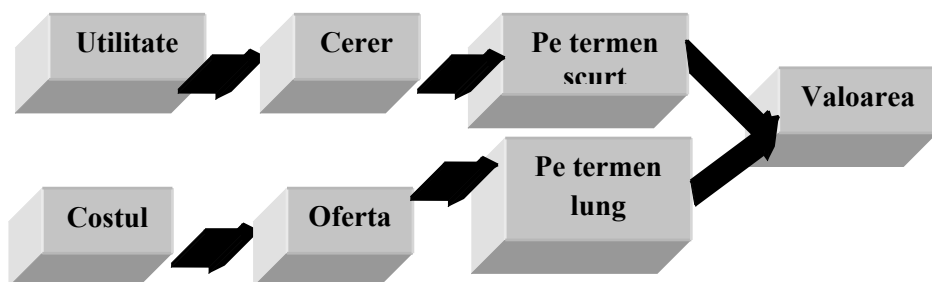 Utilitate
Cerer
Pe termen
scurt
Valoarea
Costul
Oferta
Pe termen
lung